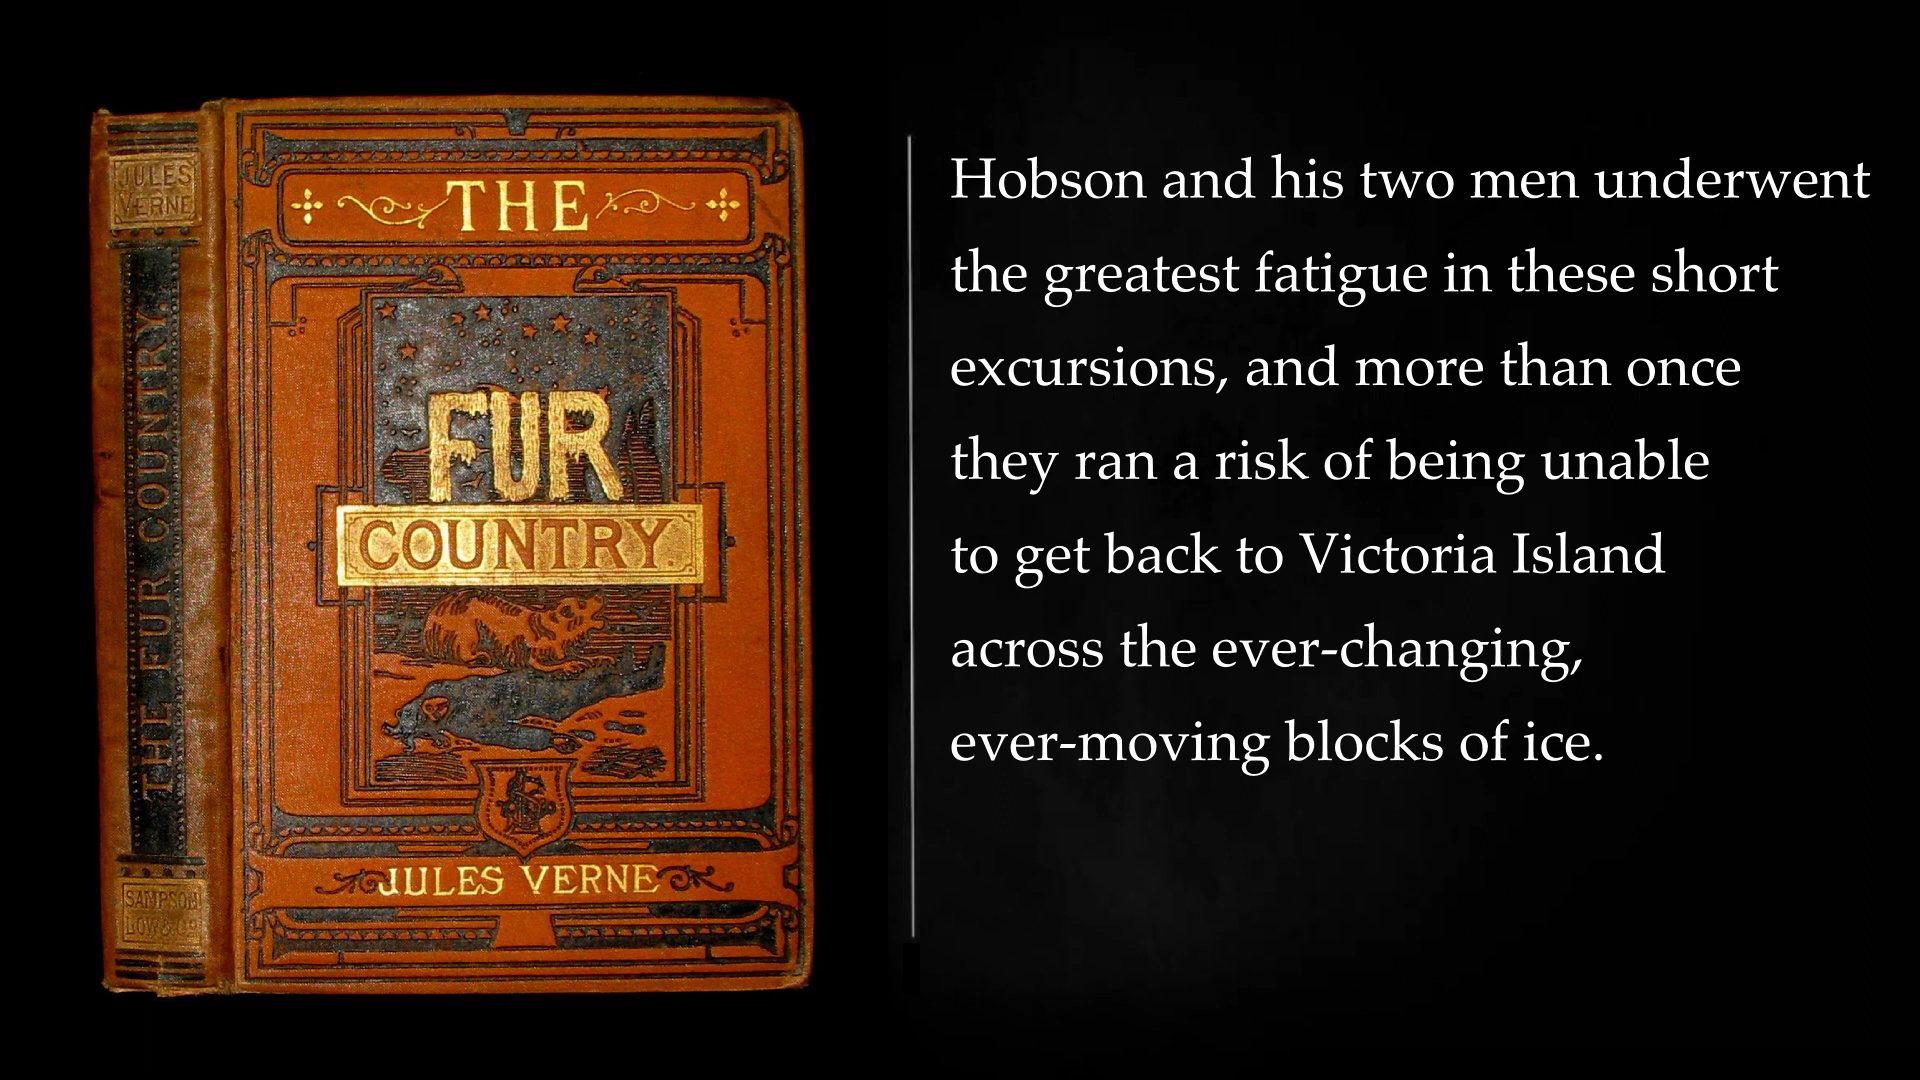 JULES
VERNE
THE FUR COUNTRY.
SAMPSON
LOW & Co
THE
FUR
COUNTRY.
JULES VERNE
Hobson and his two men underwent
the greatest fatigue in these short
excursions, and more than once
they ran a risk of being unable
to get back to Victoria Island
across the ever-changing,
ever-moving blocks of ice.